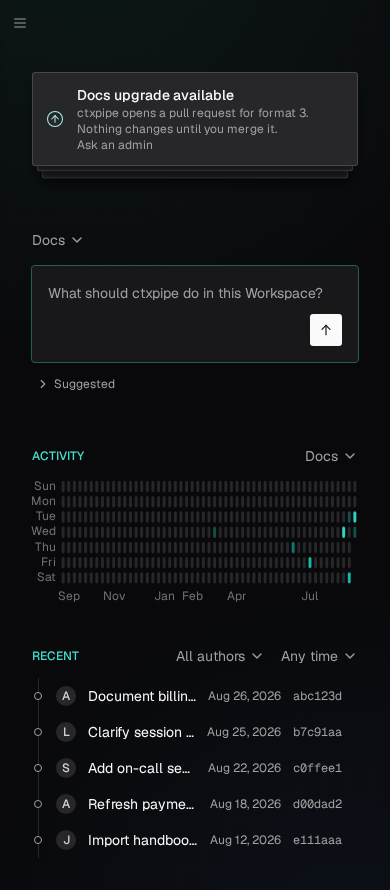 Docs upgrade available
ctxpipe opens a pull request for format 3.
Nothing changes until you merge it.
Ask an admin
Docs
What should ctxpipe do in this Workspace?
Suggested
ACTIVITY
Docs
Sun
Mon
Tue
Wed
Thu
Fri
Sat
Sep Nov Jan Feb Apr Jul
RECENT
All authors
Any time
A Document billin... Aug 26, 2026 abc123d
L Clarify session ... Aug 25, 2026 b7c91aa
S Add on-call se... Aug 22, 2026 c0ffee1
A Refresh payme... Aug 18, 2026 d00dad2
J Import handboo... Aug 12, 2026 e111aaa